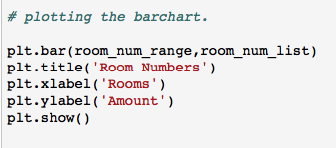 # plotting the barchart.
plt.bar(room_num_range,room_num_list)
plt.title('Room Numbers')
plt.xlabel('Rooms')
plt.ylabel('Amount')
plt.show()